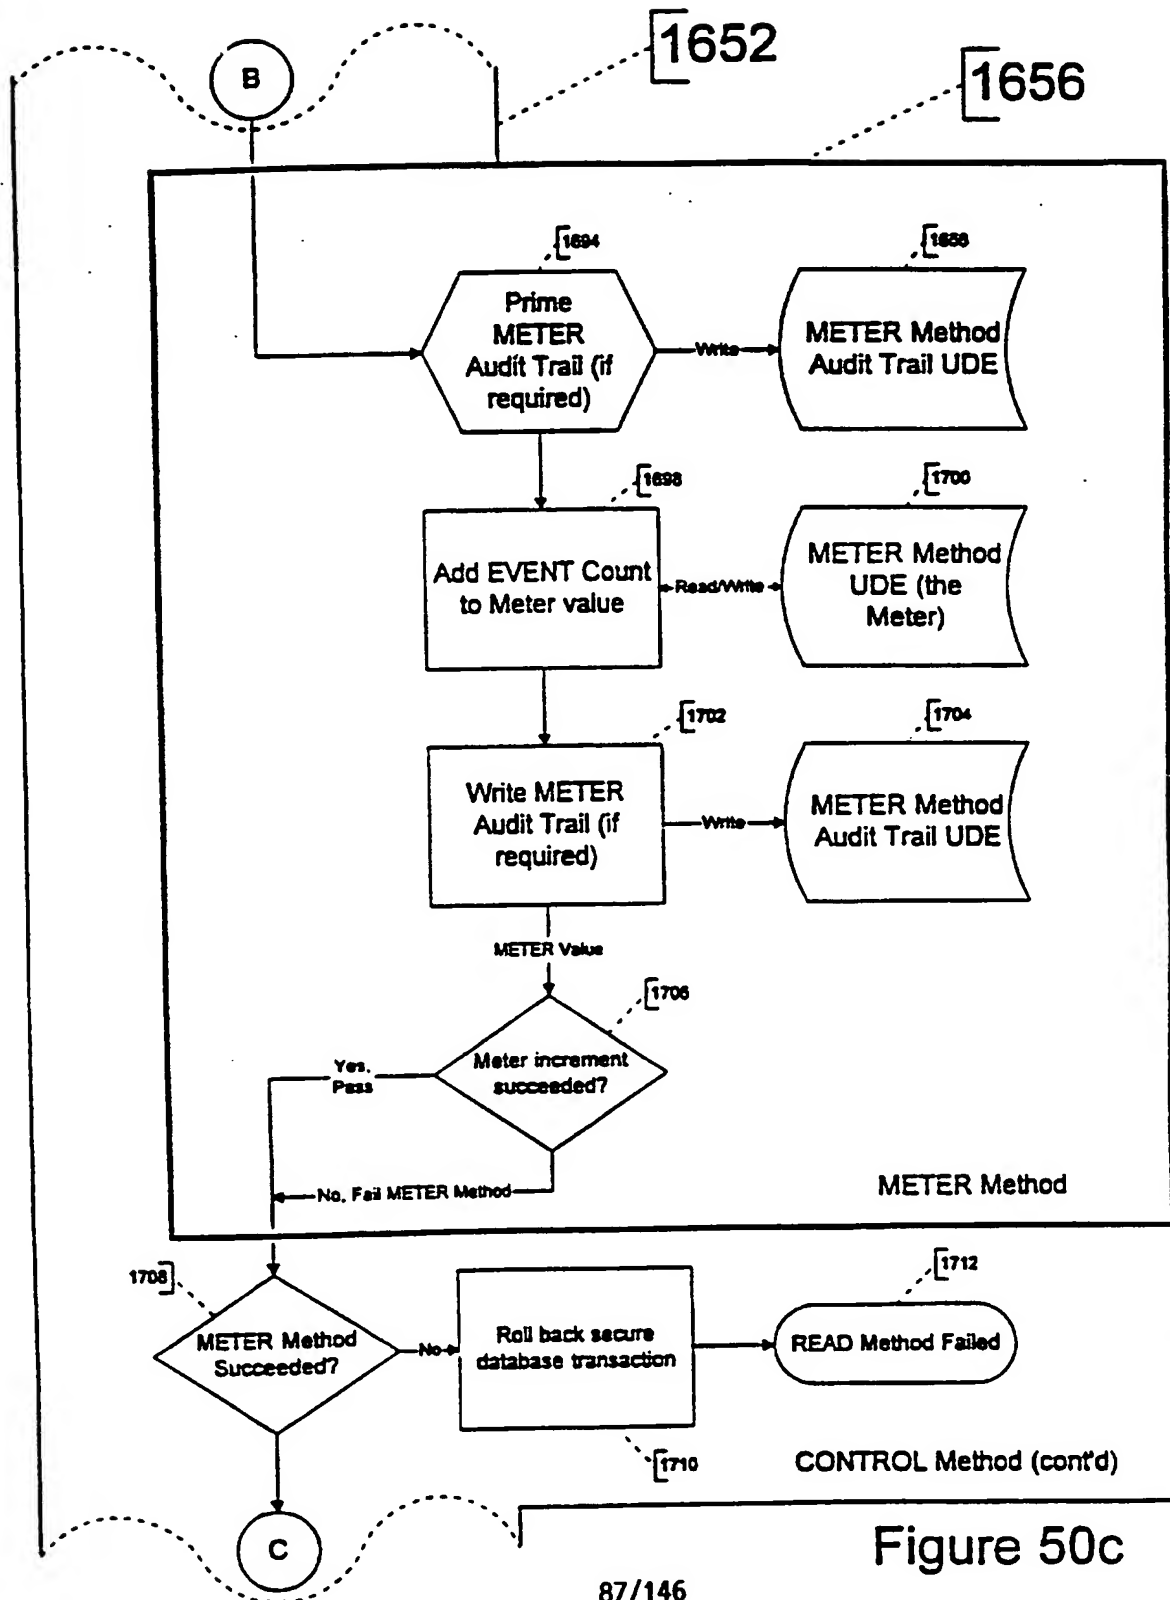 1652
B
1656
1694
Prime
METER
Audit Trail (if
required)
Write
METER Method
Audit Trail UDE
1698
Add EVENT Count
to Meter value
Read/Write
1700
METER Method
UDE (the
Meter)
1702
Write METER
Audit Trail (if
required)
Write
1704
METER Method
Audit Trail UDE
METER Value
1706
Meter increment
succeeded?
Yes,
Pass
No, Fail METER Method
METER Method
1708
METER Method
Succeeded?
No
Roll back secure
database transaction
1712
READ Method Failed
1710
CONTROL Method (cont'd)
C
Figure 50c
87/146